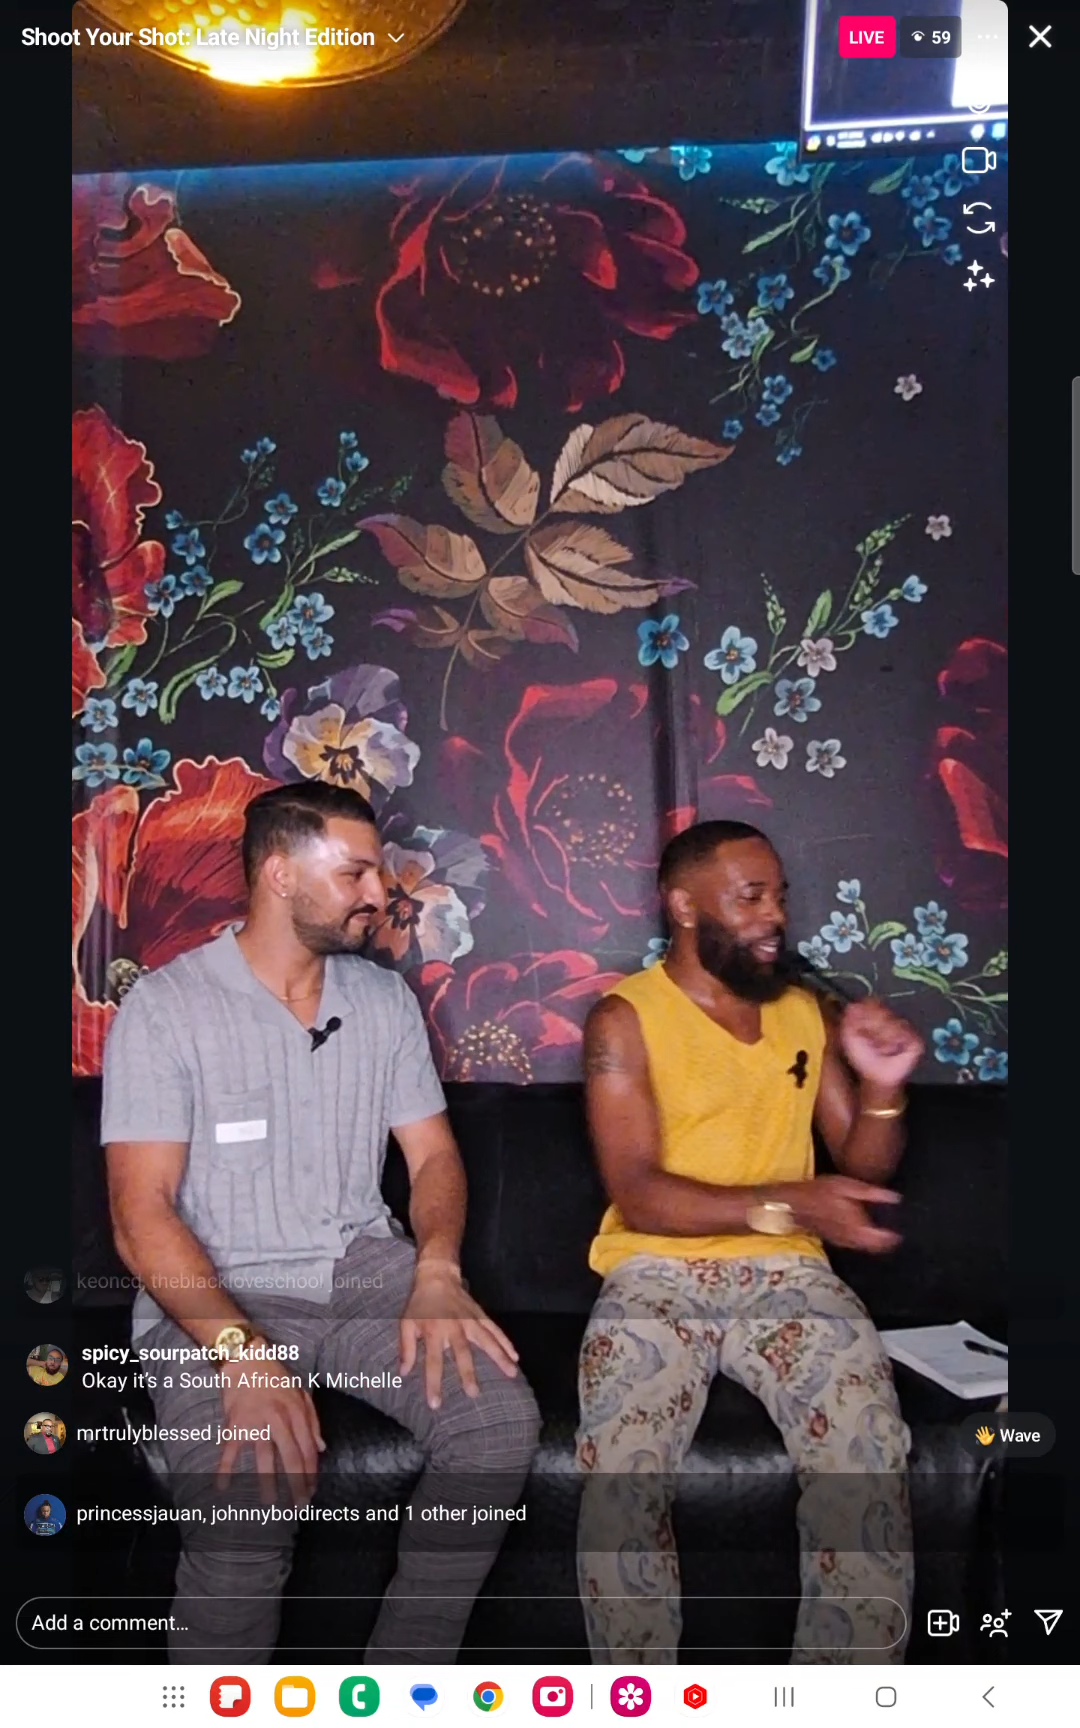 Shoot Your Shot: Late Night Edition
LIVE
59
keoncd, theblackloveschool joined
spicy_sourpatch_kidd88
Okay it's a South African K Michelle
mrtrulyblessed joined
Wave
princessjauan, johnnyboidirects and 1 other joined
Add a comment...